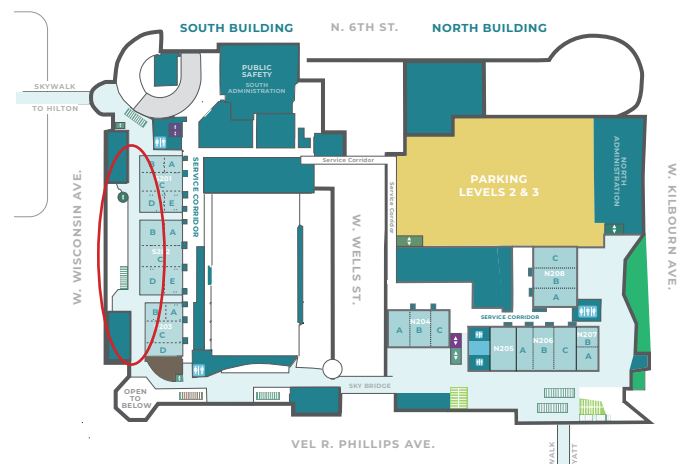 SOUTH BUILDING
N. 6TH ST.
NORTH BUILDING
PUBLIC
SAFETY
SOUTH
ADMINISTRATION
SKYWALK
TO HILTON
Service Corridor
PARKING
LEVELS 2 & 3
NORTH
ADMINISTRATION
W. WISCONSIN AVE.
SERVICE CORRIDOR
Service Corridor
W. WELLS ST.
W. KILBOURN AVE.
B A
C
D E
B A
C
D E
B A
203
C
D
C
N208
B
A
SERVICE CORRIDOR
N204
A B C
N205
N206
A B C
N207
B
A
SKY BRIDGE
OPEN
TO
BELOW
VEL R. PHILLIPS AVE.
WALK
YATT